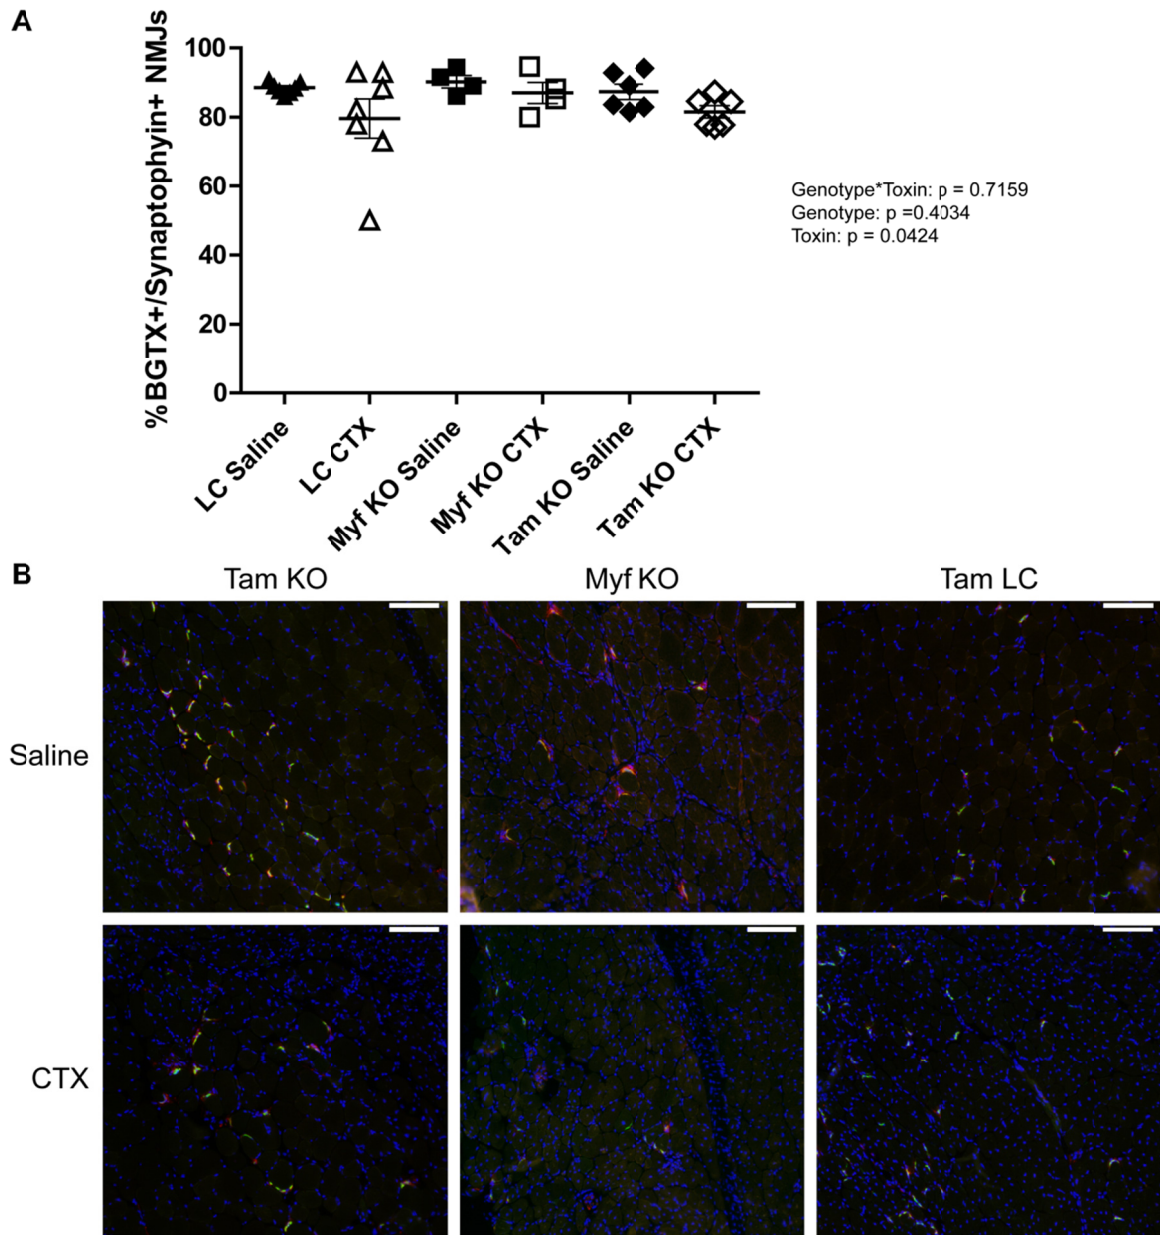 A
%BGTX+/Synaptophyin+ NMJs
100
80
60
40
20
0
LC Saline
LC CTX
Myf KO Saline
Myf KO CTX
Tam KO Saline
Tam KO CTX
Genotype*Toxin: p = 0.7159
Genotype: p =0.4034
Toxin: p = 0.0424
B
Tam KO
Myf KO
Tam LC
Saline
CTX